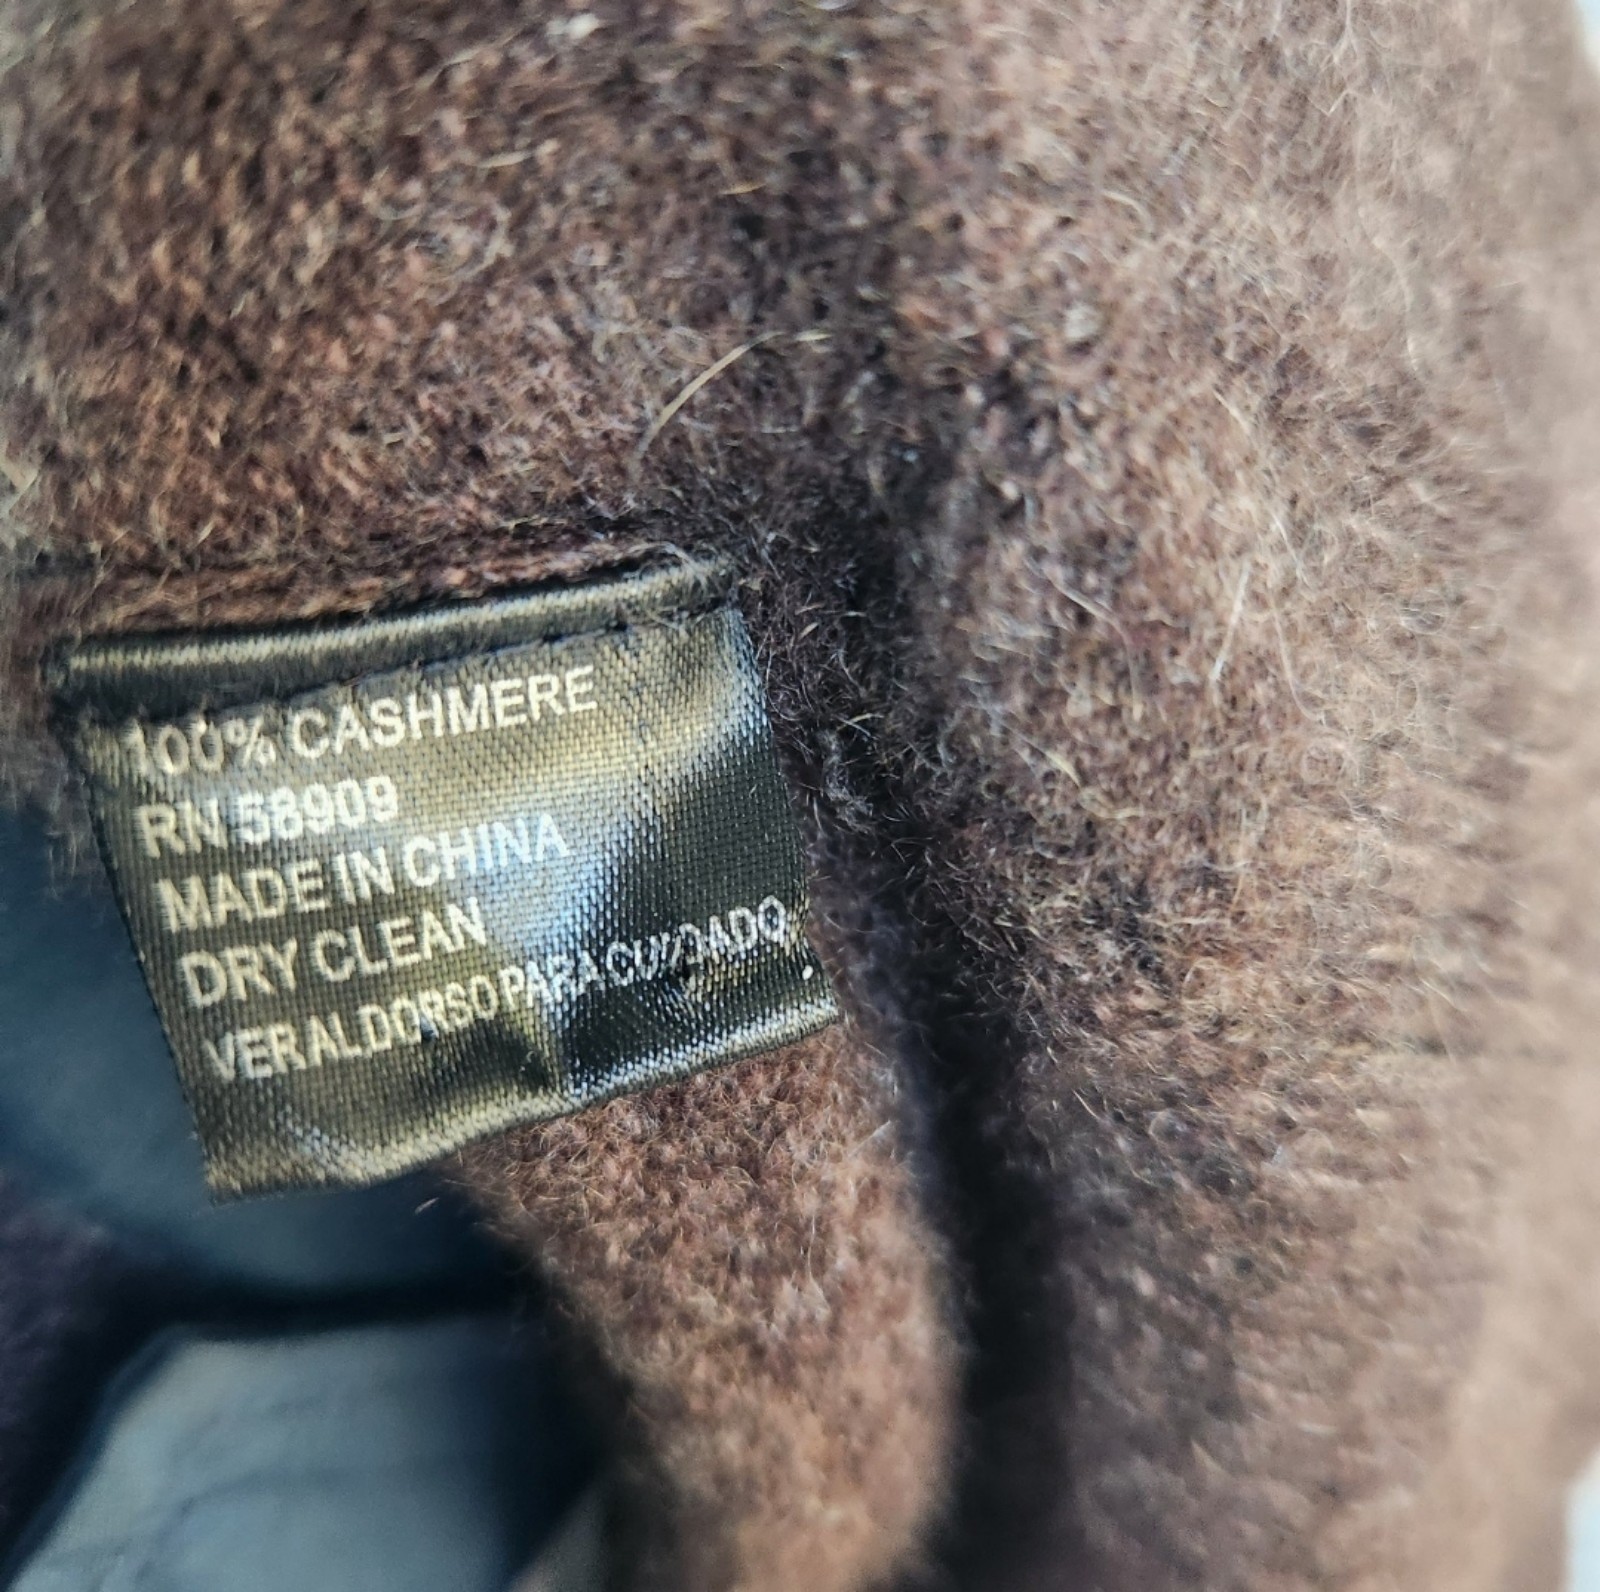 100% CASHMERE
RN 58909
MADE IN CHINA
DRY CLEAN
VER AL DORSO PARA CUIDADO